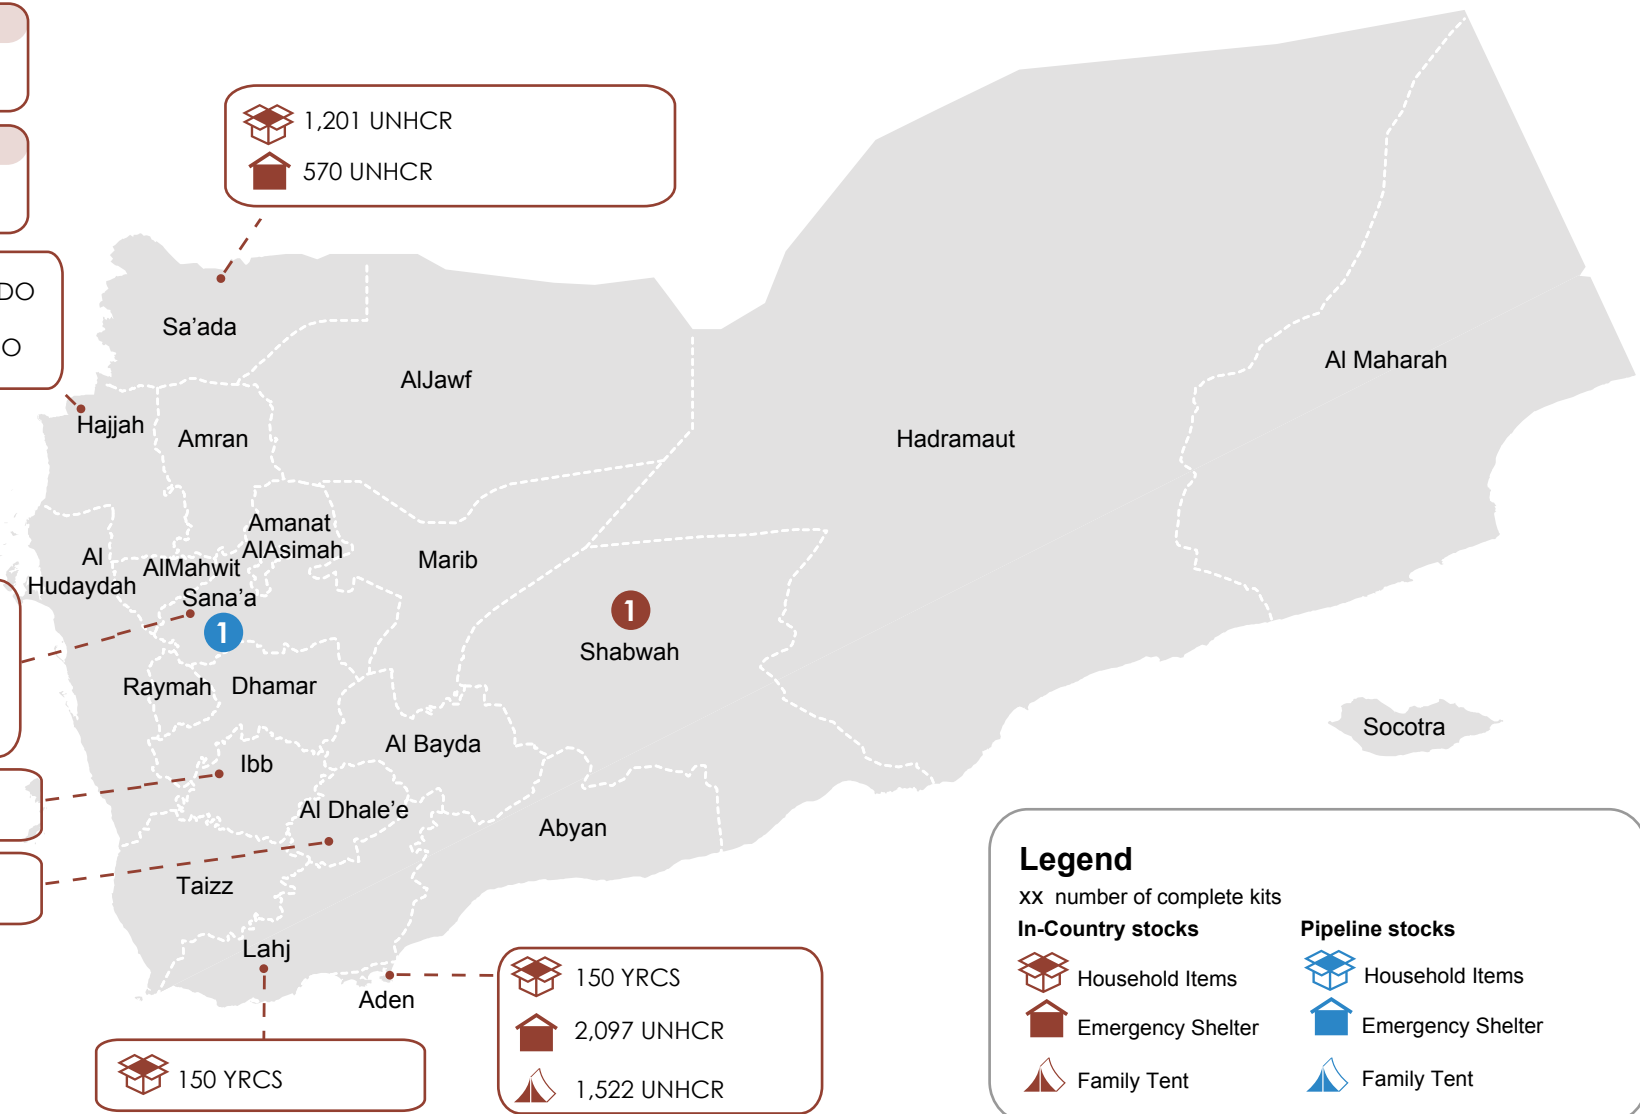 1,201 UNHCR
570 UNHCR
DO
O
Sa'ada
AlJawf
Al Maharah
Hajjah
Amran
Hadramaut
Amanat
AlAsimah
Al
Hudaydah
AlMahwit
Marib
Sana'a
1
1
Shabwah
Raymah
Dhamar
Socotra
Al Bayda
Ibb
Al Dhale'e
Abyan
Taizz
Lahj
Aden
150 YRCS
150 YRCS
2,097 UNHCR
1,522 UNHCR
Legend
xx number of complete kits
In-Country stocks
Household Items
Emergency Shelter
Family Tent
Pipeline stocks
Household Items
Emergency Shelter
Family Tent